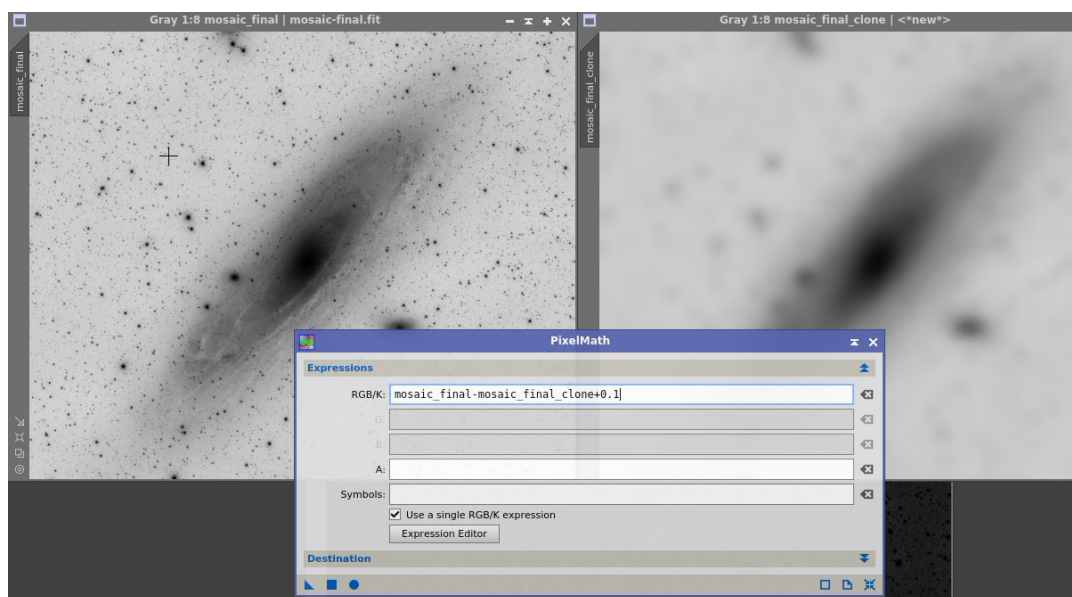 Gray 1:8 mosaic_final | mosaic-final.fit
Gray 1:8 mosaic_final_clone | <*new*>
mosaic_final
mosaic_final_clone
PixelMath
Expressions
RGB/K: mosaic_final-mosaic_final_clone+0.1
G:
B:
A:
Symbols:
Use a single RGB/K expression
Expression Editor
Destination